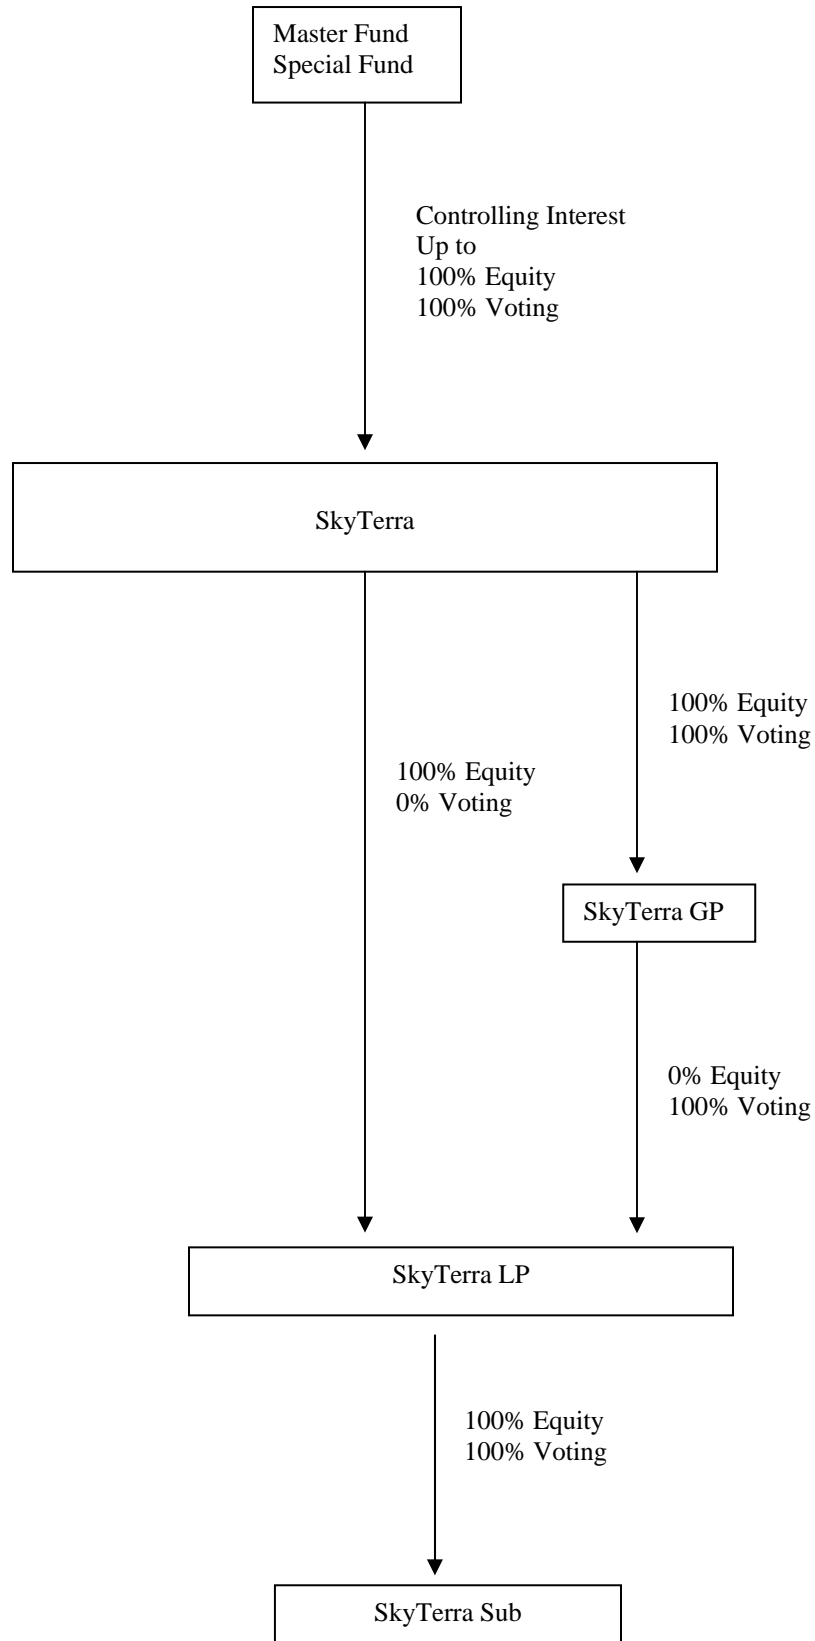 Master Fund
Special Fund
Controlling Interest
Up to
100% Equity
100% Voting
SkyTerra
100% Equity
100% Voting
100% Equity
0% Voting
SkyTerra GP
0% Equity
100% Voting
SkyTerra LP
100% Equity
100% Voting
SkyTerra Sub